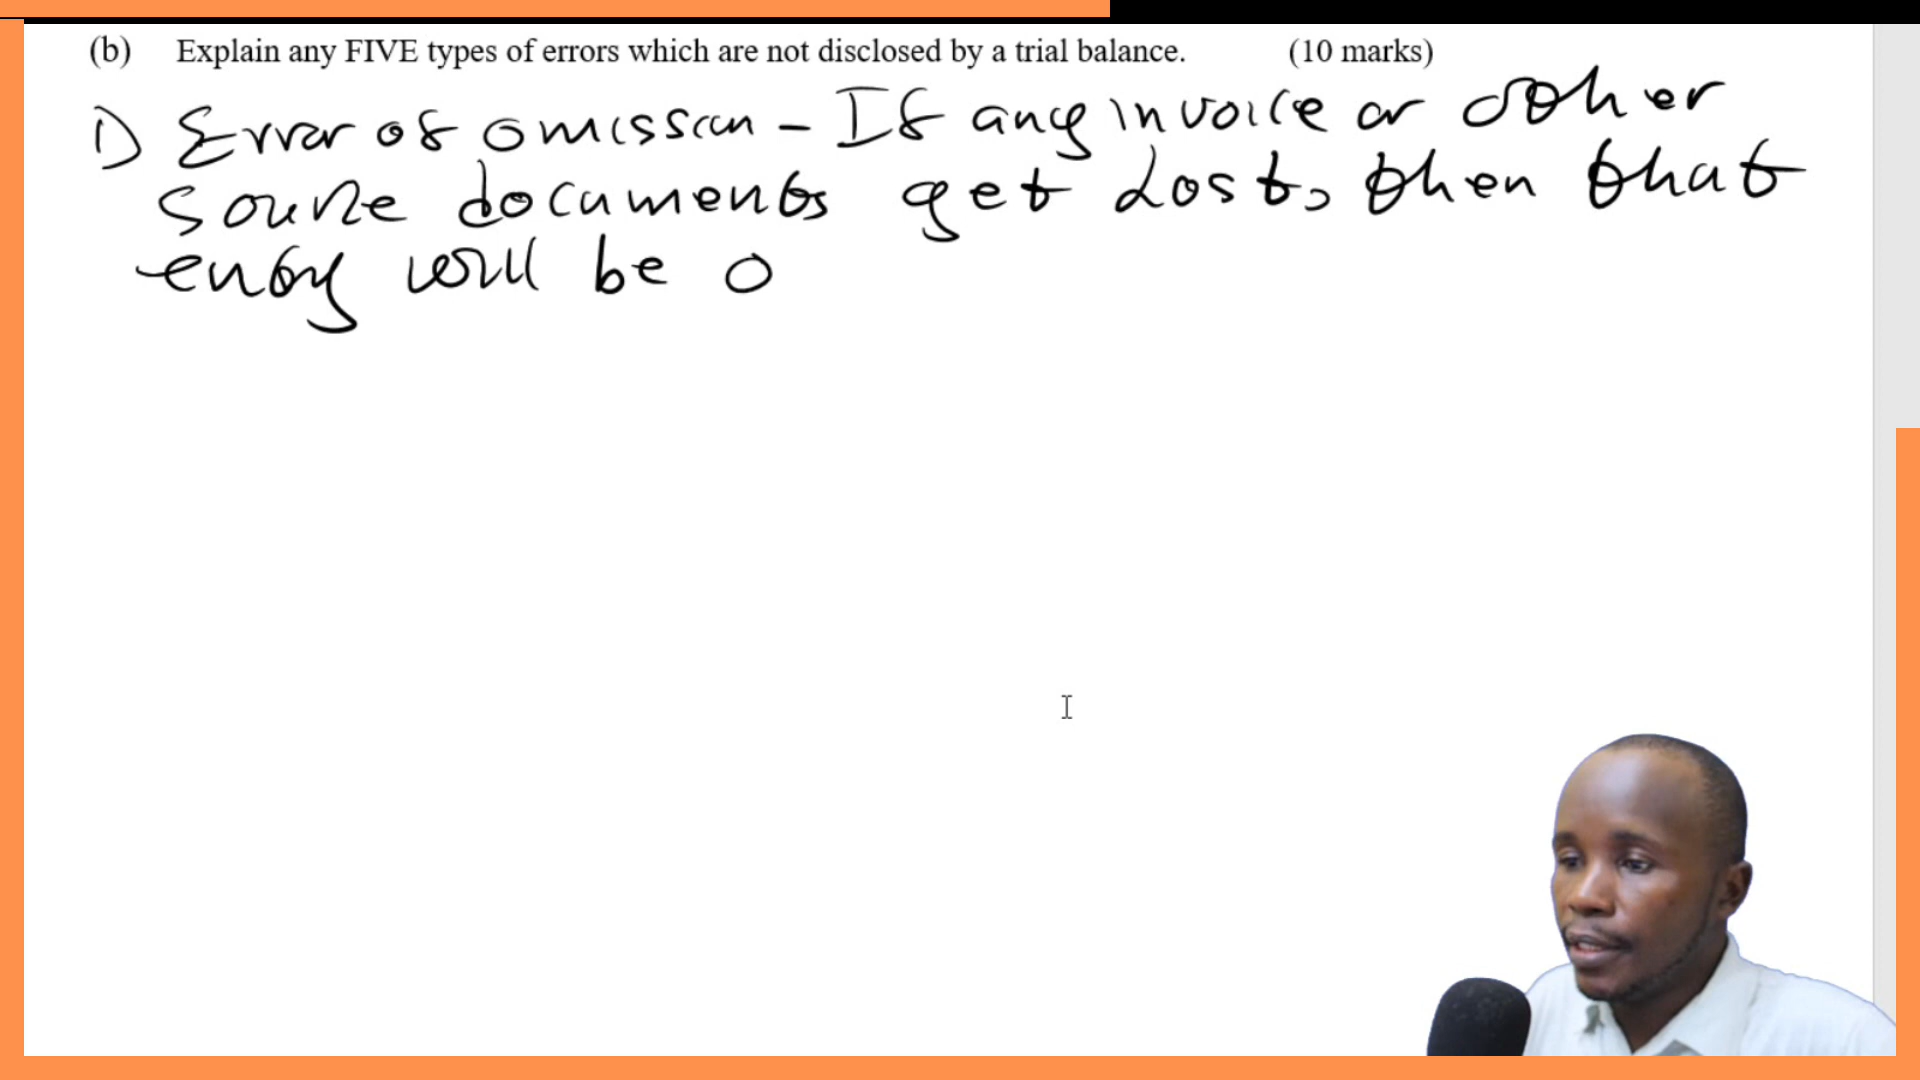 (b) Explain any FIVE types of errors which are not disclosed by a trial balance. (10 marks)
1) Error of omission - If any invoice or other
source documents get lost, then that
entry will be o